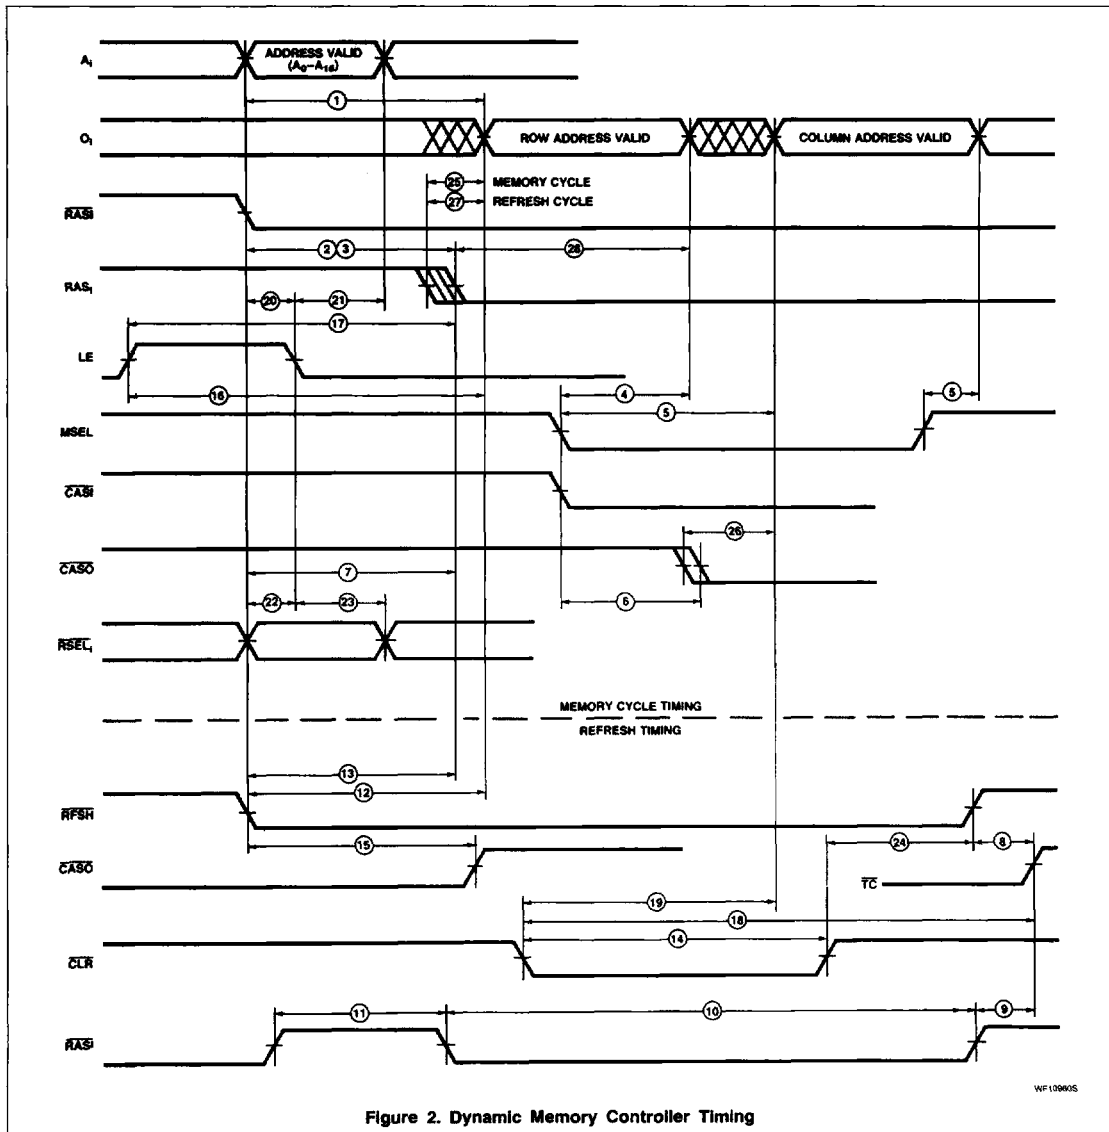 Aᵢ
ADDRESS VALID
(A₀–A₁₈)
①
Oᵢ
ROW ADDRESS VALID
COLUMN ADDRESS VALID
㉕ MEMORY CYCLE
㉗ REFRESH CYCLE
RASI
② ③
㉘
RASᵢ
⑳
㉑
⑰
LE
⑯
④
⑤
⑤
MSEL
CASI
㉖
CASO
⑦
⑥
㉒
㉓
RSELᵢ
MEMORY CYCLE TIMING
REFRESH TIMING
⑬
⑫
RFSH
⑮
㉔
⑧
CASO
TC
⑲
⑱
⑭
CLR
⑪
⑩
⑨
RASI
WF10960S
Figure 2. Dynamic Memory Controller Timing